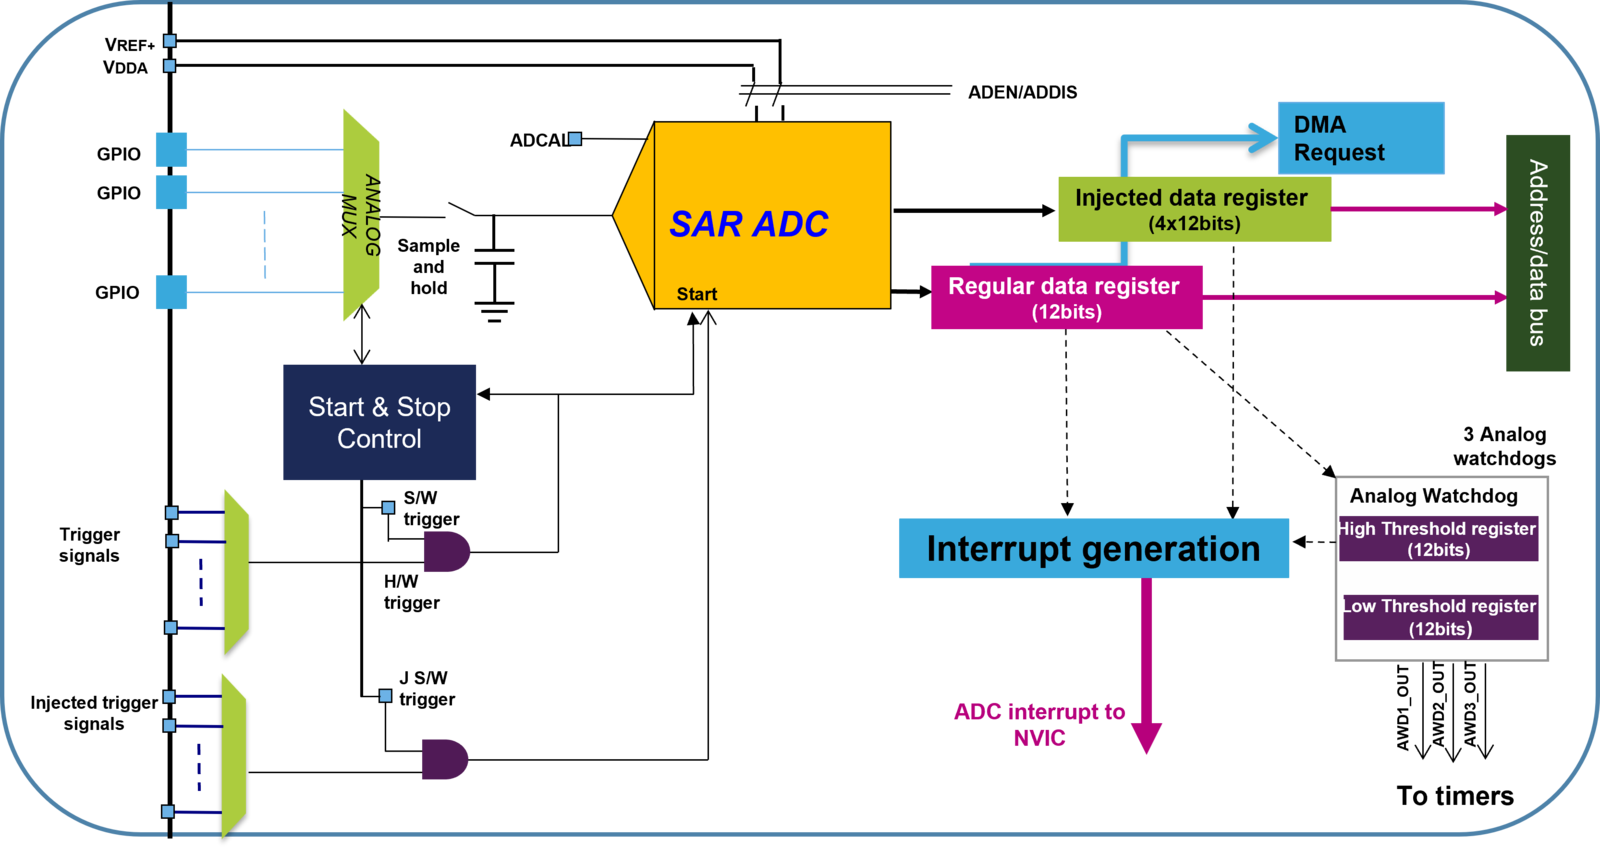 VREF+
VDDA
ADEN/ADDIS
GPIO
GPIO
GPIO
ANALOG
MUX
ADCAL
Sample
and
hold
SAR ADC
Start
DMA
Request
Injected data register
(4x12bits)
Regular data register
(12bits)
Address/data bus
Start & Stop
Control
S/W
trigger
H/W
trigger
Trigger
signals
J S/W
trigger
Injected trigger
signals
Interrupt generation
ADC interrupt to
NVIC
3 Analog
watchdogs
Analog Watchdog
High Threshold register
(12bits)
Low Threshold register
(12bits)
AWD1_OUT
AWD2_OUT
AWD3_OUT
To timers